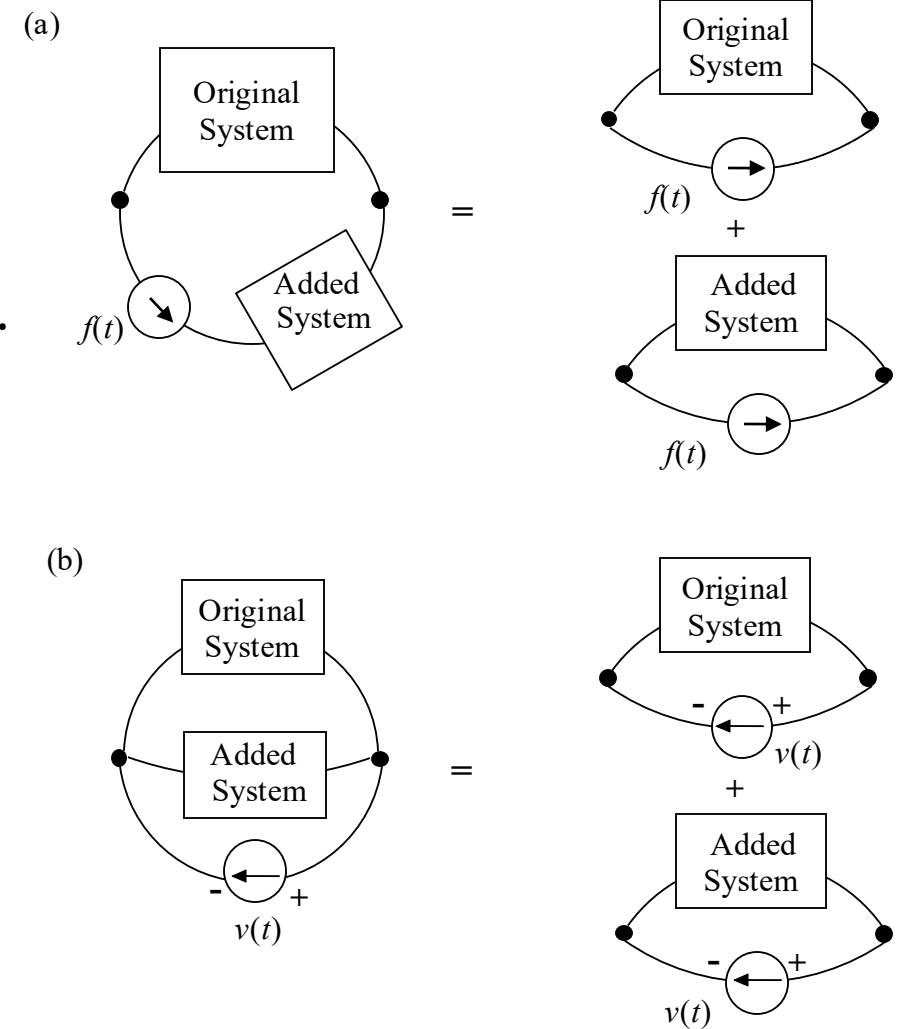 (a)
Original
System
f(t)
Added
System
=
Original
System
f(t)
+
Added
System
f(t)
(b)
Original
System
Added
System
- +
v(t)
=
Original
System
- +
v(t)
+
Added
System
- +
v(t)